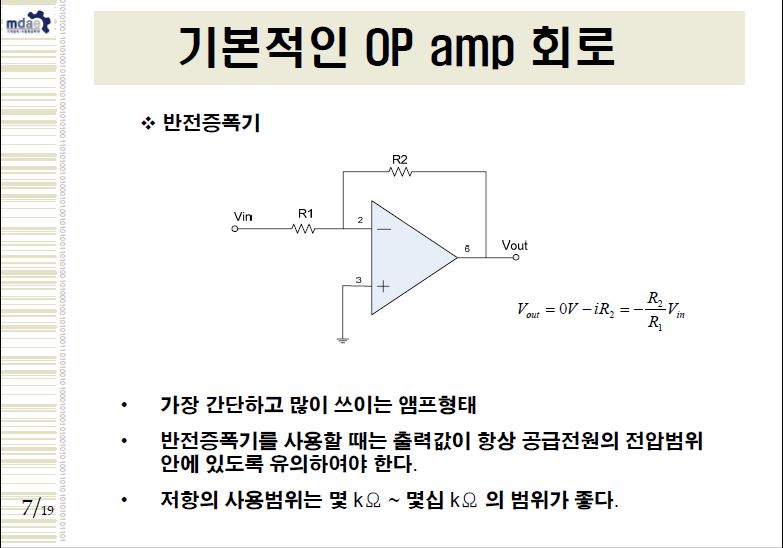 mdae
기본적인 OP amp 회로
❖ 반전증폭기
R2
Vin
R1
2
6
Vout
3
V_out = 0V − iR_2 = −(R_2/R_1)V_in
• 가장 간단하고 많이 쓰이는 앰프형태
• 반전증폭기를 사용할 때는 출력값이 항상 공급전원의 전압범위
안에 있도록 유의하여야 한다.
• 저항의 사용범위는 몇 kΩ ~ 몇십 kΩ 의 범위가 좋다.
7/19